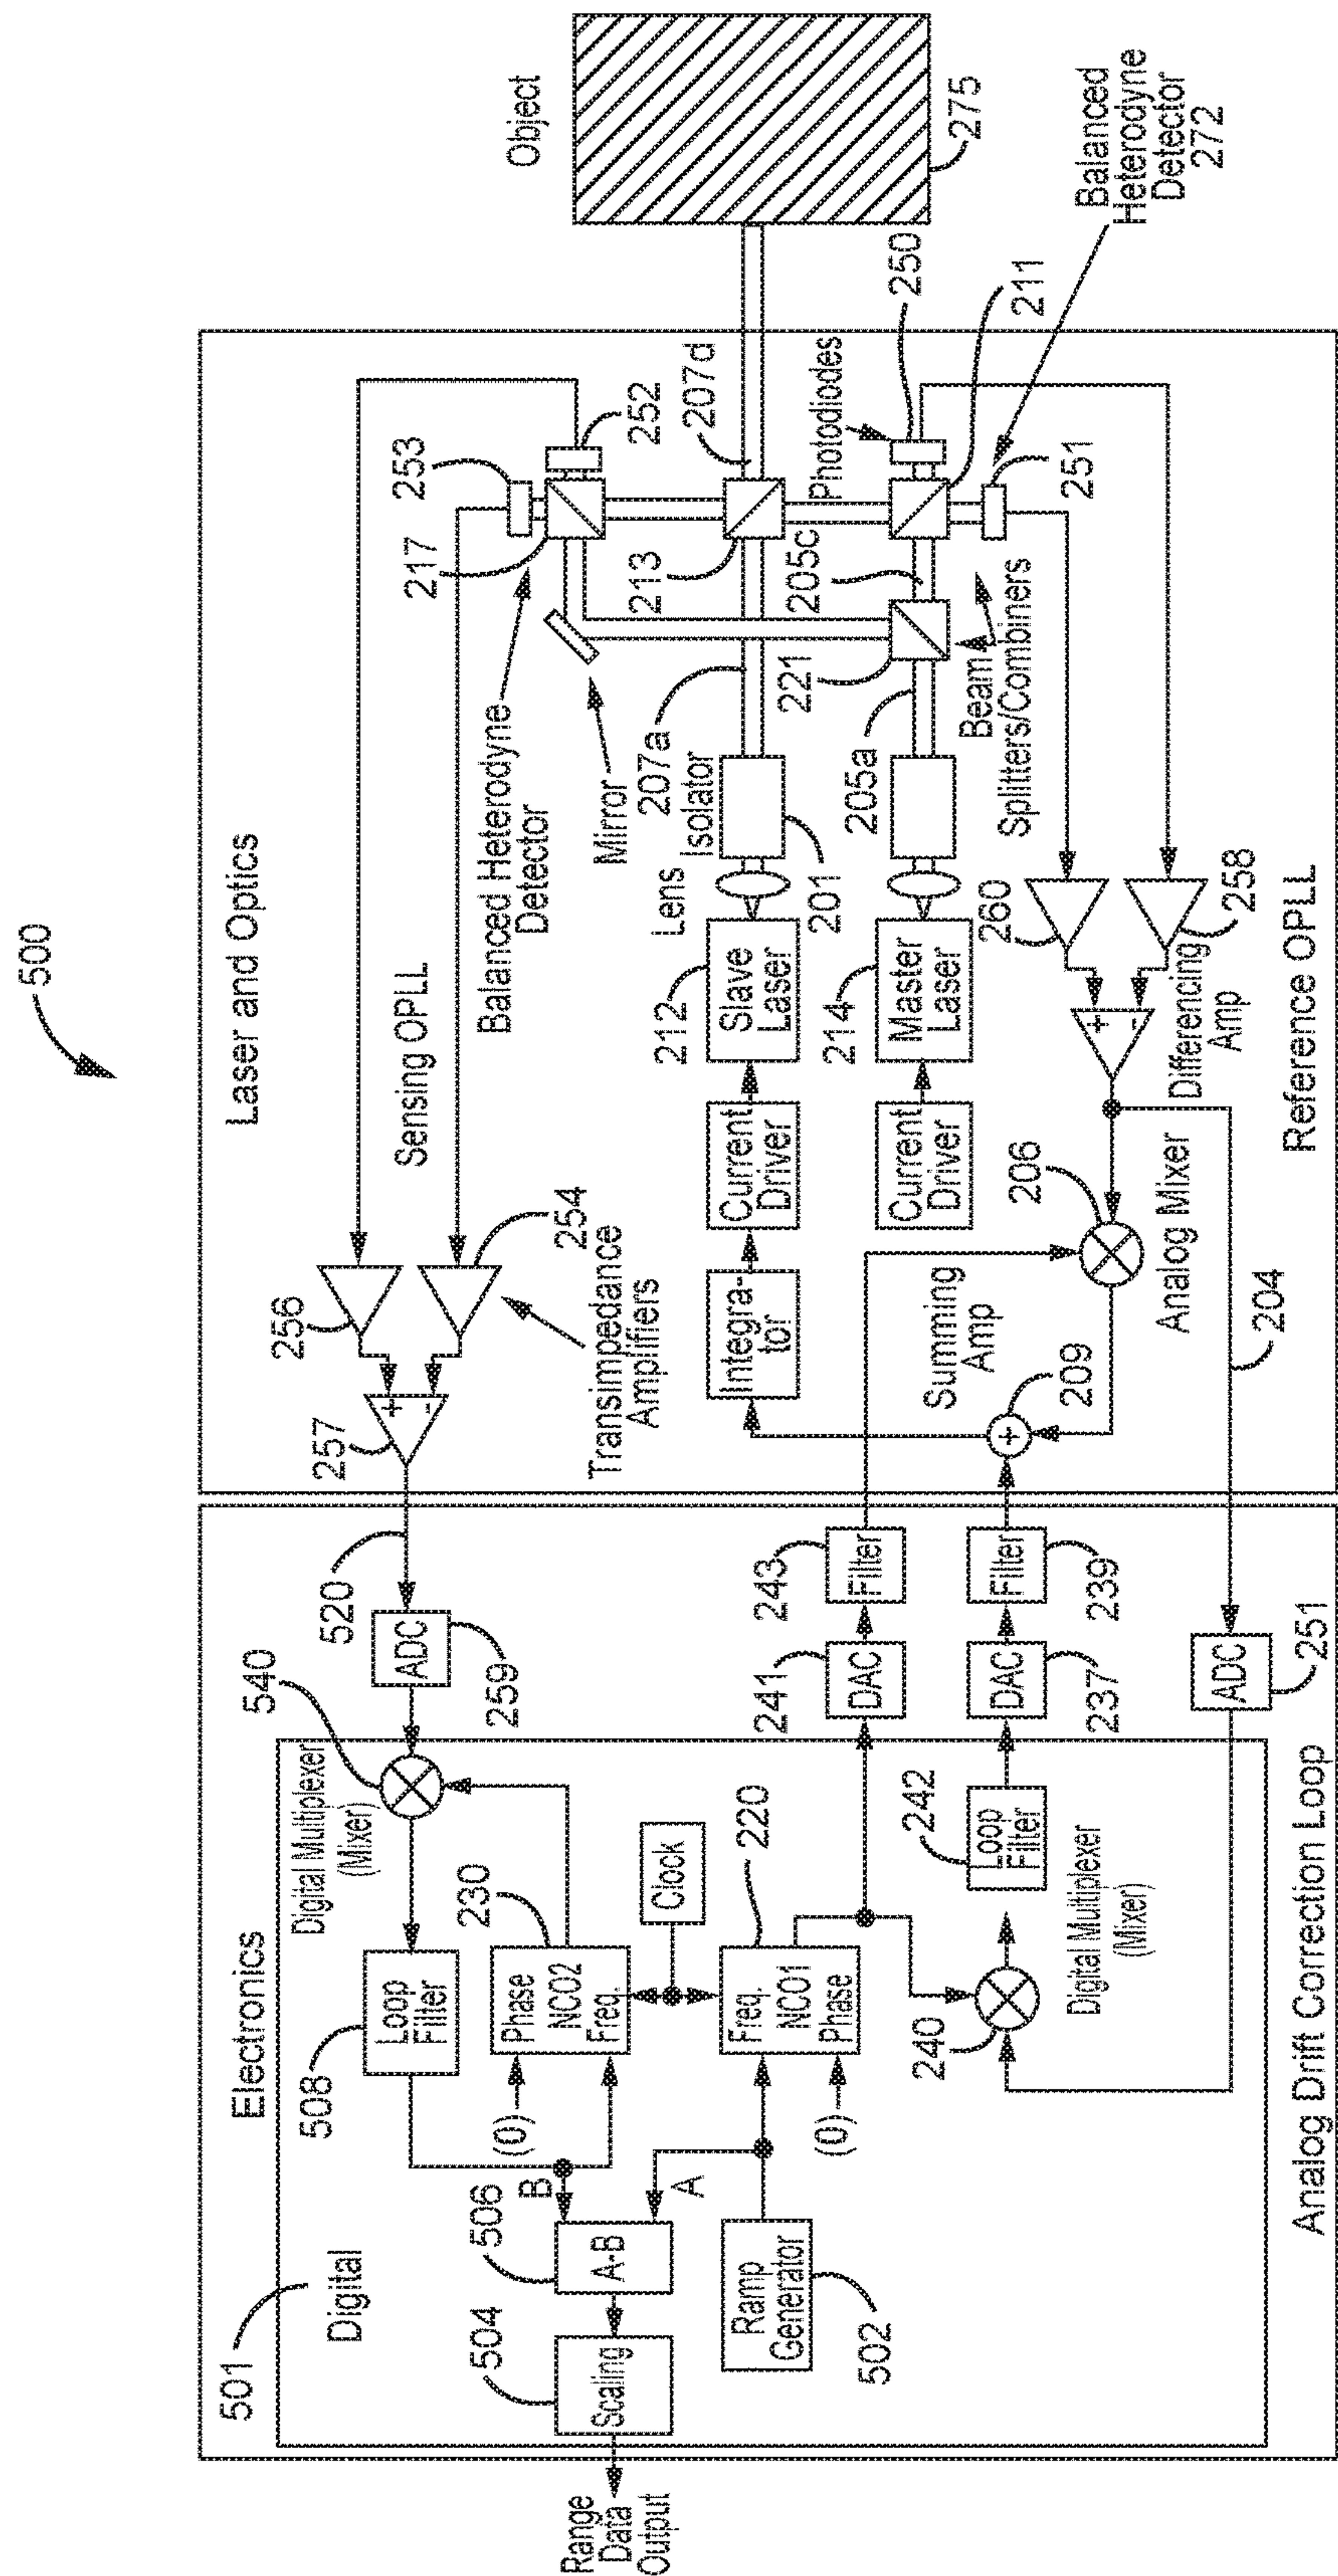 500
Laser and Optics
Sensing OPLL
Balanced Heterodyne
Detector
Mirror
253
217
252
207d
213
Object
275
256
254
257
Transimpedance
Amplifiers
Lens
Isolator
207a
201
212
Slave
Laser
Current
Driver
Integra-
tor
214
Master
Laser
Current
Driver
205a
221
205c
Photodiodes
250
211
251
Balanced
Heterodyne
Detector
272
Beam
Splitters/Combiners
260
258
+
-
+
-
Differencing
Amp
206
Analog Mixer
Summing
Amp
209
+
204
Reference OPLL
Electronics
501
Digital
520
ADC
259
540
Digital Multiplexer
(Mixer)
Loop
Filter
508
230
Phase
NCO2
Freq.
(0)
Clock
220
Freq.
NCO1
Phase
(0)
B
A
506
A-B
504
Scaling
Range
Data
Output
Ramp
Generator
502
241
DAC
243
Filter
237
DAC
239
Filter
242
Loop
Filter
240
Digital Multiplexer
(Mixer)
ADC
251
Analog Drift Correction Loop